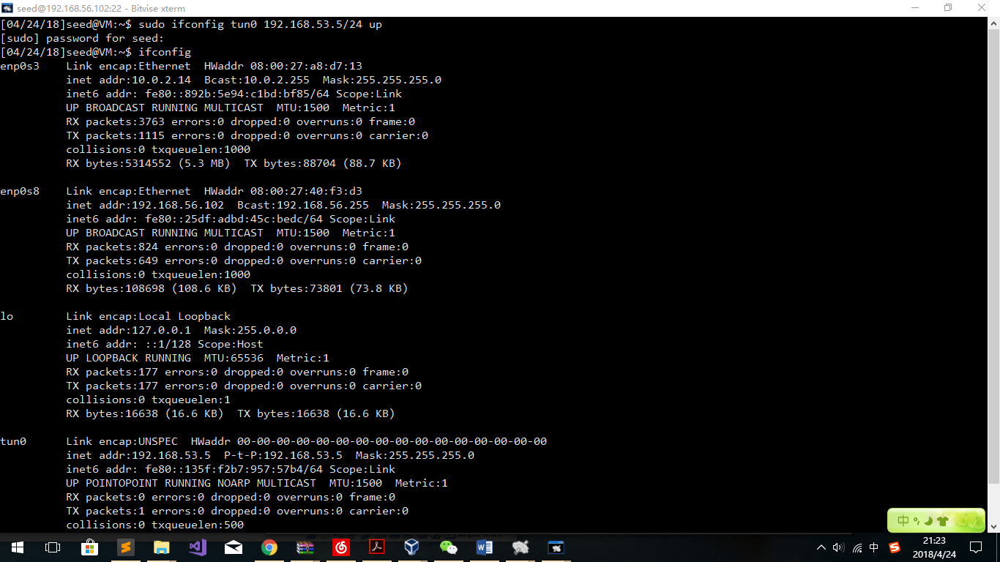 seed@192.168.56.102:22 - Bitvise xterm
[04/24/18]seed@VM:~$ sudo ifconfig tun0 192.168.53.5/24 up
[sudo] password for seed:
[04/24/18]seed@VM:~$ ifconfig
enp0s3    Link encap:Ethernet  HWaddr 08:00:27:a8:d7:13
          inet addr:10.0.2.14  Bcast:10.0.2.255  Mask:255.255.255.0
          inet6 addr: fe80::892b:5e94:c1bd:bf85/64 Scope:Link
          UP BROADCAST RUNNING MULTICAST  MTU:1500  Metric:1
          RX packets:3763 errors:0 dropped:0 overruns:0 frame:0
          TX packets:1115 errors:0 dropped:0 overruns:0 carrier:0
          collisions:0 txqueuelen:1000
          RX bytes:5314552 (5.3 MB)  TX bytes:88704 (88.7 KB)

enp0s8    Link encap:Ethernet  HWaddr 08:00:27:40:f3:d3
          inet addr:192.168.56.102  Bcast:192.168.56.255  Mask:255.255.255.0
          inet6 addr: fe80::25df:adbd:45c:bedc/64 Scope:Link
          UP BROADCAST RUNNING MULTICAST  MTU:1500  Metric:1
          RX packets:824 errors:0 dropped:0 overruns:0 frame:0
          TX packets:649 errors:0 dropped:0 overruns:0 carrier:0
          collisions:0 txqueuelen:1000
          RX bytes:108698 (108.6 KB)  TX bytes:73801 (73.8 KB)

lo        Link encap:Local Loopback
          inet addr:127.0.0.1  Mask:255.0.0.0
          inet6 addr: ::1/128 Scope:Host
          UP LOOPBACK RUNNING  MTU:65536  Metric:1
          RX packets:177 errors:0 dropped:0 overruns:0 frame:0
          TX packets:177 errors:0 dropped:0 overruns:0 carrier:0
          collisions:0 txqueuelen:1
          RX bytes:16638 (16.6 KB)  TX bytes:16638 (16.6 KB)

tun0      Link encap:UNSPEC  HWaddr 00-00-00-00-00-00-00-00-00-00-00-00-00-00-00-00
          inet addr:192.168.53.5  P-t-P:192.168.53.5  Mask:255.255.255.0
          inet6 addr: fe80::135f:f2b7:957:57b4/64 Scope:Link
          UP POINTOPOINT RUNNING NOARP MULTICAST  MTU:1500  Metric:1
          RX packets:0 errors:0 dropped:0 overruns:0 frame:0
          TX packets:1 errors:0 dropped:0 overruns:0 carrier:0
          collisions:0 txqueuelen:500
中
中
21:23
2018/4/24